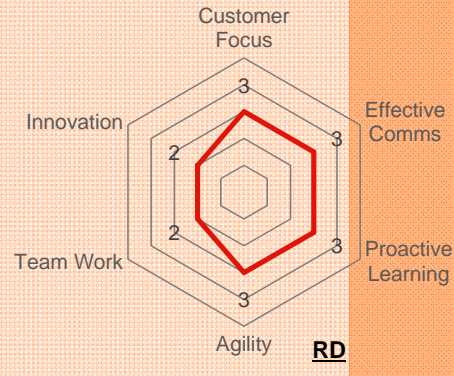 Customer
Focus
3
Effective
Comms
3
Innovation
2
Team Work
2
Proactive
Learning
3
3
Agility
RD